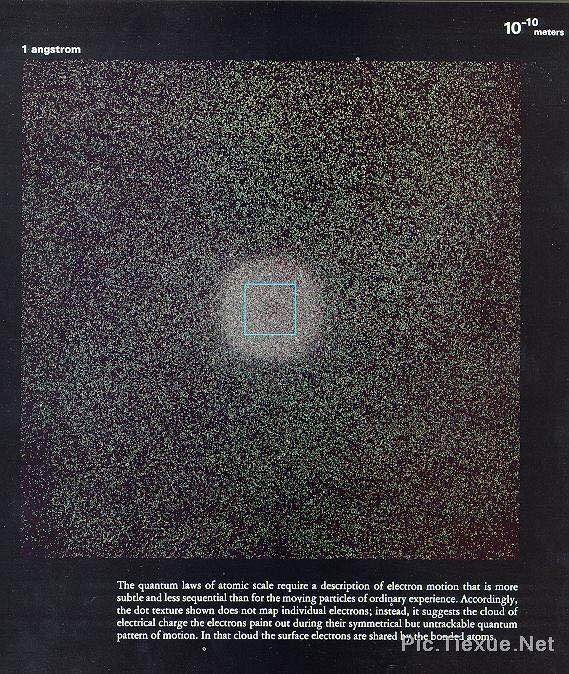 10⁻¹⁰ meters
1 angstrom
The quantum laws of atomic scale require a description of electron motion that is more
subtle and less sequential than for the moving particles of ordinary experience. Accordingly,
the dot texture shown does not map individual electrons; instead, it suggests the cloud of
electrical charge the electrons paint out during their symmetrical but untrackable quantum
pattern of motion. In that cloud the surface electrons are shared by the bonded atoms.
Pic.Tiexue.Net